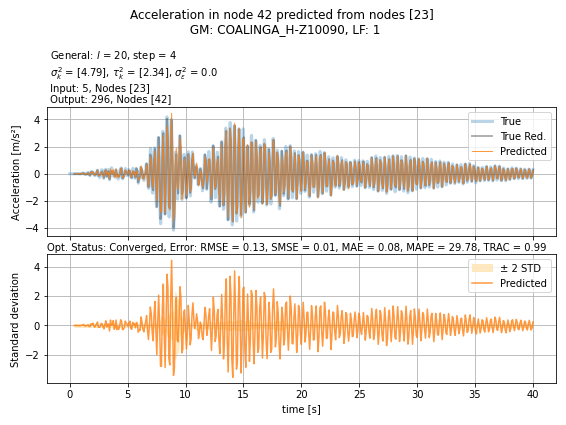 Acceleration in node 42 predicted from nodes [23]
GM: COALINGA_H-Z10090, LF: 1
General: l = 20, step = 4
σ²ₖ = [4.79], τ²ₖ = [2.34], σ²ε = 0.0
Input: 5, Nodes [23]
Output: 296, Nodes [42]
Acceleration [m/s²]
4
2
0
−2
−4
True
True Red.
Predicted
Opt. Status: Converged, Error: RMSE = 0.13, SMSE = 0.01, MAE = 0.08, MAPE = 29.78, TRAC = 0.99
Standard deviation
4
2
0
−2
± 2 STD
Predicted
0 5 10 15 20 25 30 35 40
time [s]